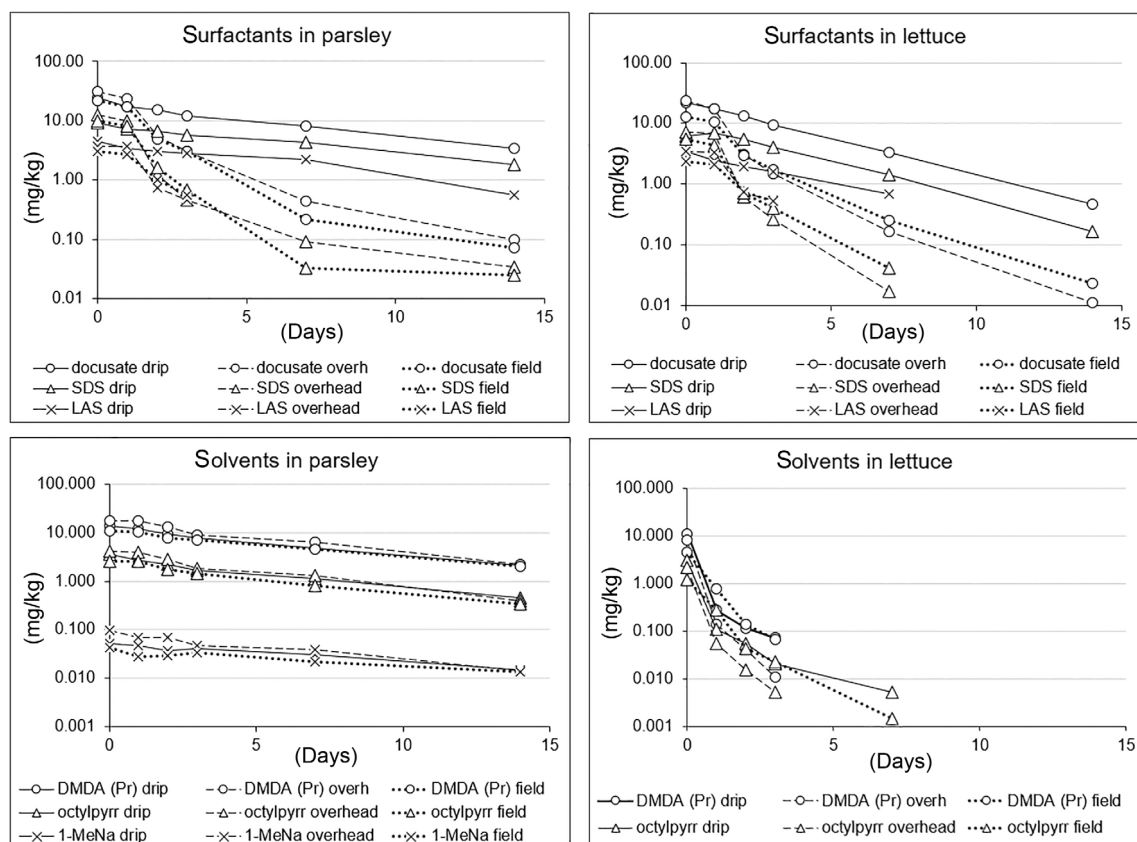 Surfactants in parsley
100.00
10.00
1.00
0.10
0.01
(mg/kg)
0 5 10 15
(Days)
docusate drip docusate overh docusate field
SDS drip SDS overhead SDS field
LAS drip LAS overhead LAS field
Surfactants in lettuce
100.00
10.00
1.00
0.10
0.01
(mg/kg)
0 5 10 15
(Days)
docusate drip docusate overh docusate field
SDS drip SDS overhead SDS field
LAS drip LAS overhead LAS field
Solvents in parsley
100.000
10.000
1.000
0.100
0.010
0.001
(mg/kg)
0 5 10 15
(Days)
DMDA (Pr) drip DMDA (Pr) overh DMDA (Pr) field
octylpyrr drip octylpyrr overhead octylpyrr field
1-MeNa drip 1-MeNa overhead 1-MeNa field
Solvents in lettuce
100.000
10.000
1.000
0.100
0.010
0.001
(mg/kg)
0 5 10 15
(Days)
DMDA (Pr) drip DMDA (Pr) overh DMDA (Pr) field
octylpyrr drip octylpyrr overhead octylpyrr field